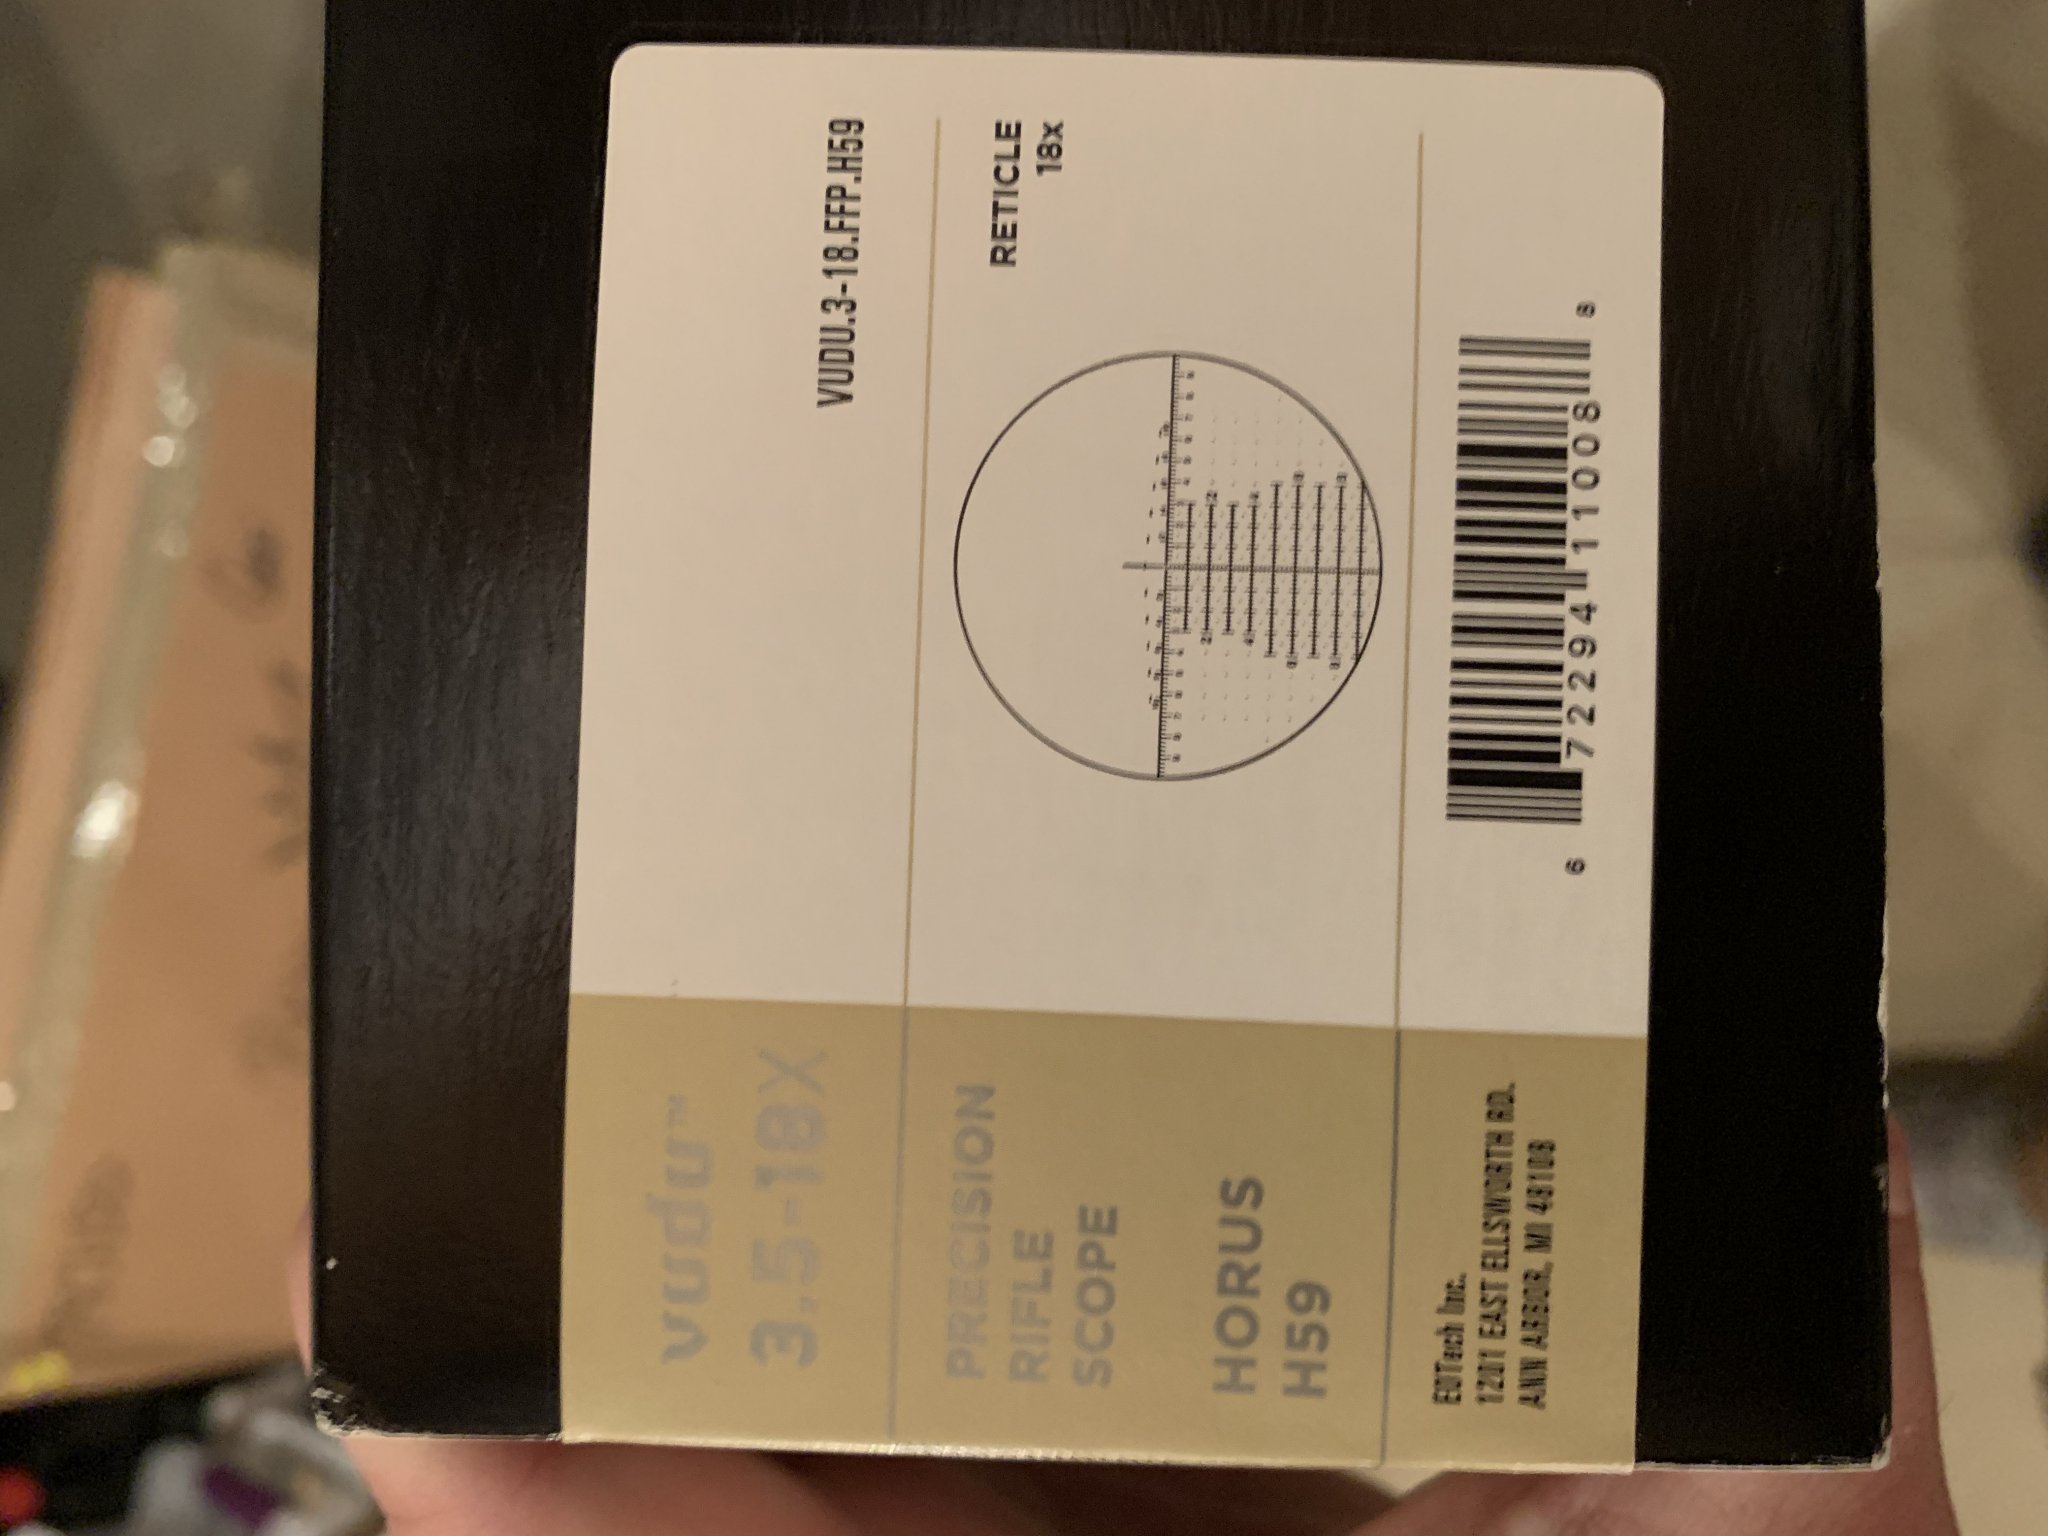 vudu™
3.5-18X
VUDU.3-18.FFP.H59
PRECISION
RIFLE
SCOPE
HORUS
H59
RETICLE
18x
EOTech Inc.
1201 EAST ELLSWORTH RD.
ANN ARBOR, MI 48108
6 72294 11008 8